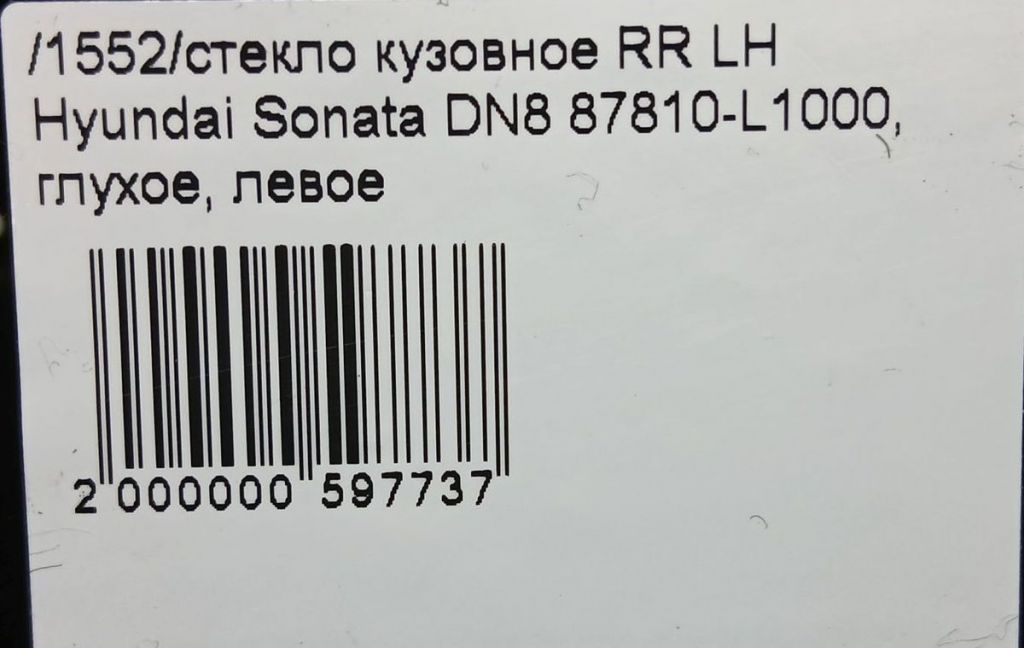 /1552/стекло кузовное RR LH
Hyundai Sonata DN8 87810-L1000,
глухое, левое
2 000000 597737